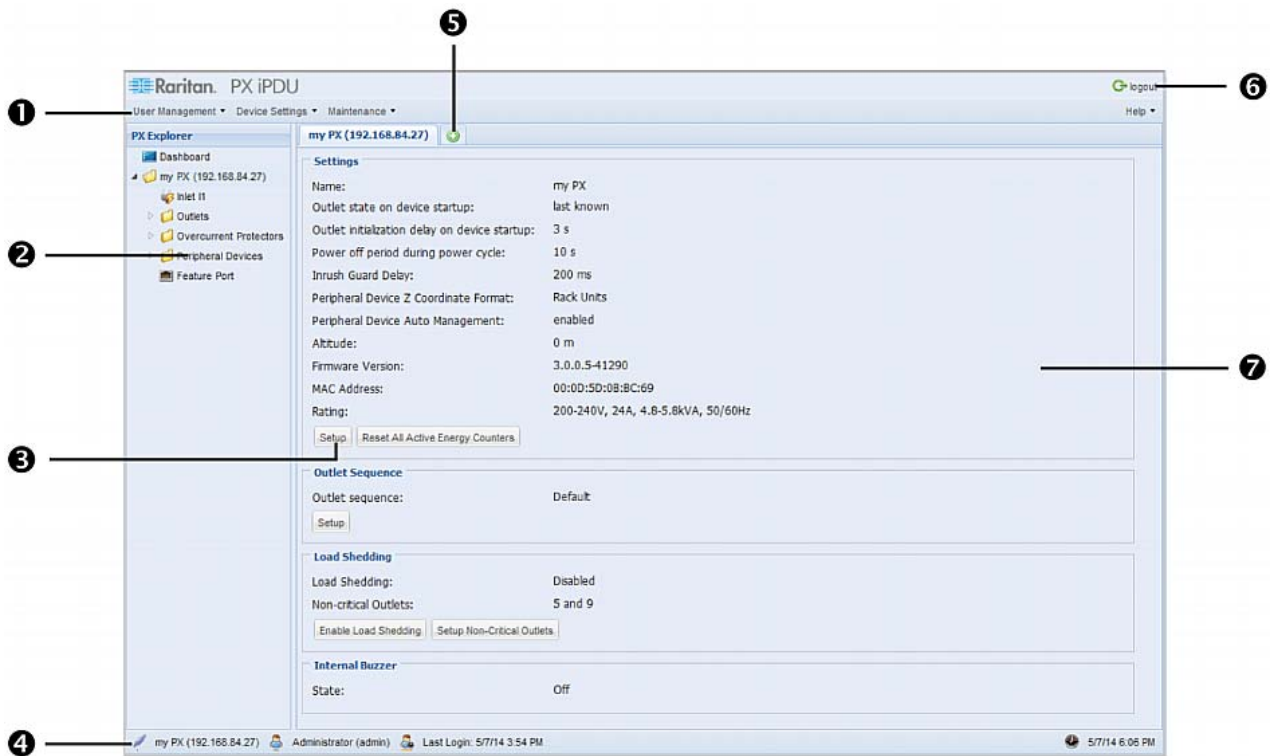 ❺
Raritan. PX iPDU
logout
❻
❶
User Management Device Settings Maintenance
Help
PX Explorer
my PX (192.168.84.27)
Dashboard
my PX (192.168.84.27)
Inlet I1
Outlets
Overcurrent Protectors
❷
Peripheral Devices
Feature Port
Settings
Name: my PX
Outlet state on device startup: last known
Outlet initialization delay on device startup: 3 s
Power off period during power cycle: 10 s
Inrush Guard Delay: 200 ms
Peripheral Device Z Coordinate Format: Rack Units
Peripheral Device Auto Management: enabled
Altitude: 0 m
Firmware Version: 3.0.0.5-41290
❼
MAC Address: 00:0D:5D:0B:BC:69
Rating: 200-240V, 24A, 4.8-5.8kVA, 50/60Hz
❸
Setup Reset All Active Energy Counters
Outlet Sequence
Outlet sequence: Default
Setup
Load Shedding
Load Shedding: Disabled
Non-critical Outlets: 5 and 9
Enable Load Shedding Setup Non-Critical Outlets
Internal Buzzer
State: Off
❹
my PX (192.168.84.27) Administrator (admin) Last Login: 5/7/14 3:54 PM 5/7/14 6:06 PM